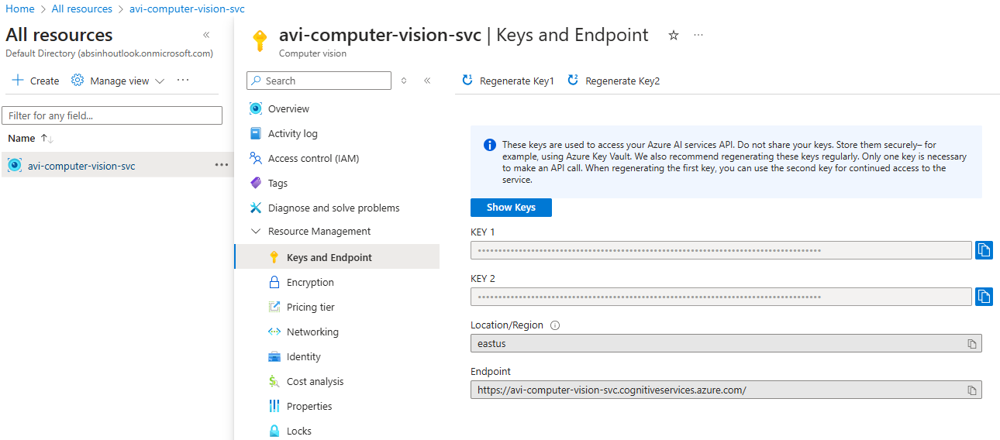 Home > All resources > avi-computer-vision-svc
All resources
«
Default Directory (absinhoutlook.onmicrosoft.com)
Create
Manage view
Filter for any field...
Name
avi-computer-vision-svc
avi-computer-vision-svc | Keys and Endpoint
Computer vision
Search
«
Overview
Activity log
Access control (IAM)
Tags
Diagnose and solve problems
Resource Management
Keys and Endpoint
Encryption
Pricing tier
Networking
Identity
Cost analysis
Properties
Locks
Regenerate Key1
Regenerate Key2
These keys are used to access your Azure AI services API. Do not share your keys. Store them securely– for
example, using Azure Key Vault. We also recommend regenerating these keys regularly. Only one key is necessary
to make an API call. When regenerating the first key, you can use the second key for continued access to the
service.
Show Keys
KEY 1
KEY 2
Location/Region
eastus
Endpoint
https://avi-computer-vision-svc.cognitiveservices.azure.com/